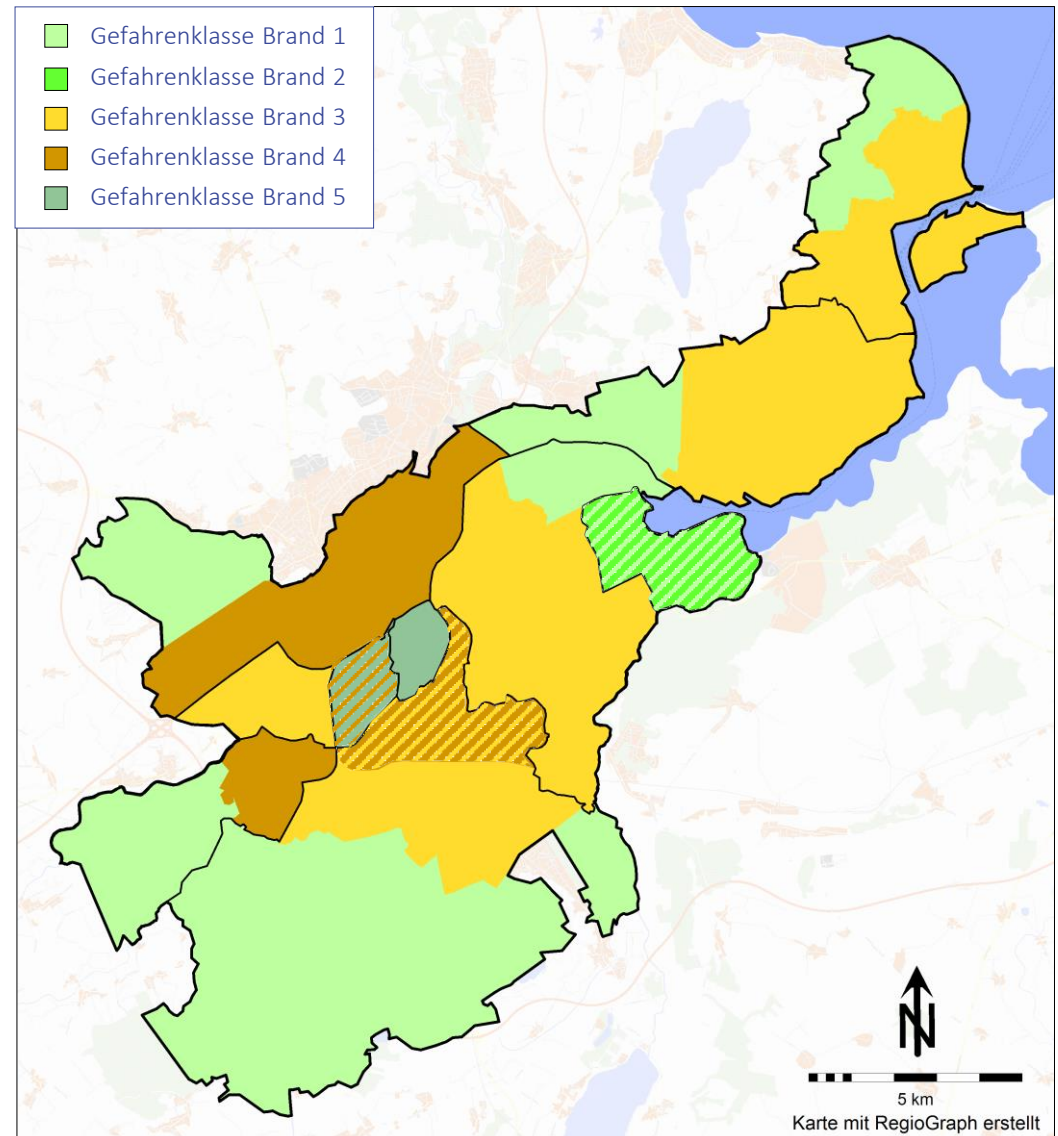 Gefahrenklasse Brand 1
Gefahrenklasse Brand 2
Gefahrenklasse Brand 3
Gefahrenklasse Brand 4
Gefahrenklasse Brand 5
N
5 km
Karte mit RegioGraph erstellt